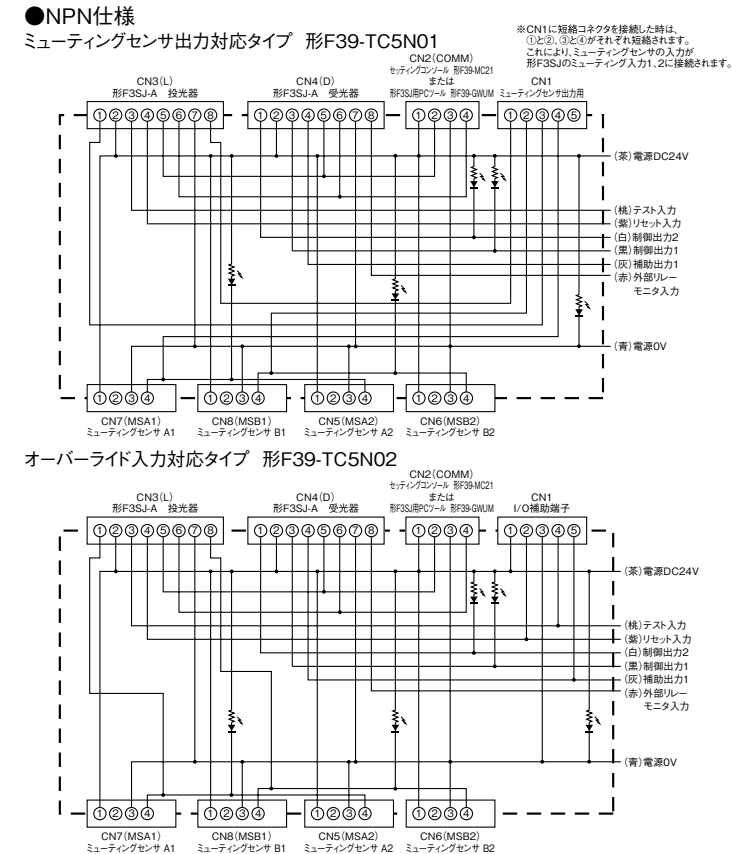 ●NPN仕様
ミューティングセンサ出力対応タイプ 形F39-TC5N01
※CN1に短絡コネクタを接続した時は、
①と②、③と④がそれぞれ短絡されます。
これにより、ミューティングセンサの入力が
形F3SJのミューティング入力1、2に接続されます。
CN3(L)
形F3SJ-A 投光器
CN4(D)
形F3SJ-A 受光器
CN2(COMM)
セッティングコンソール 形F39-MC21
または
形F3SJ用PCツール 形F39-GWUM
CN1
ミューティングセンサ出力用
①②③④⑤⑥⑦⑧
①②③④⑤⑥⑦⑧
①②③④
①②③④⑤
(茶)電源DC24V
(桃)テスト入力
(紫)リセット入力
(白)制御出力2
(黒)制御出力1
(灰)補助出力1
(赤)外部リレー
モニタ入力
(青)電源0V
①②③④
①②③④
①②③④
①②③④
CN7(MSA1)
ミューティングセンサ A1
CN8(MSB1)
ミューティングセンサ B1
CN5(MSA2)
ミューティングセンサ A2
CN6(MSB2)
ミューティングセンサ B2
オーバーライド入力対応タイプ 形F39-TC5N02
CN3(L)
形F3SJ-A 投光器
CN4(D)
形F3SJ-A 受光器
CN2(COMM)
セッティングコンソール 形F39-MC21
または
形F3SJ用PCツール 形F39-GWUM
CN1
I/O補助端子
①②③④⑤⑥⑦⑧
①②③④⑤⑥⑦⑧
①②③④
①②③④⑤
(茶)電源DC24V
(桃)テスト入力
(紫)リセット入力
(白)制御出力2
(黒)制御出力1
(灰)補助出力1
(赤)外部リレー
モニタ入力
(青)電源0V
①②③④
①②③④
①②③④
①②③④
CN7(MSA1)
ミューティングセンサ A1
CN8(MSB1)
ミューティングセンサ B1
CN5(MSA2)
ミューティングセンサ A2
CN6(MSB2)
ミューティングセンサ B2